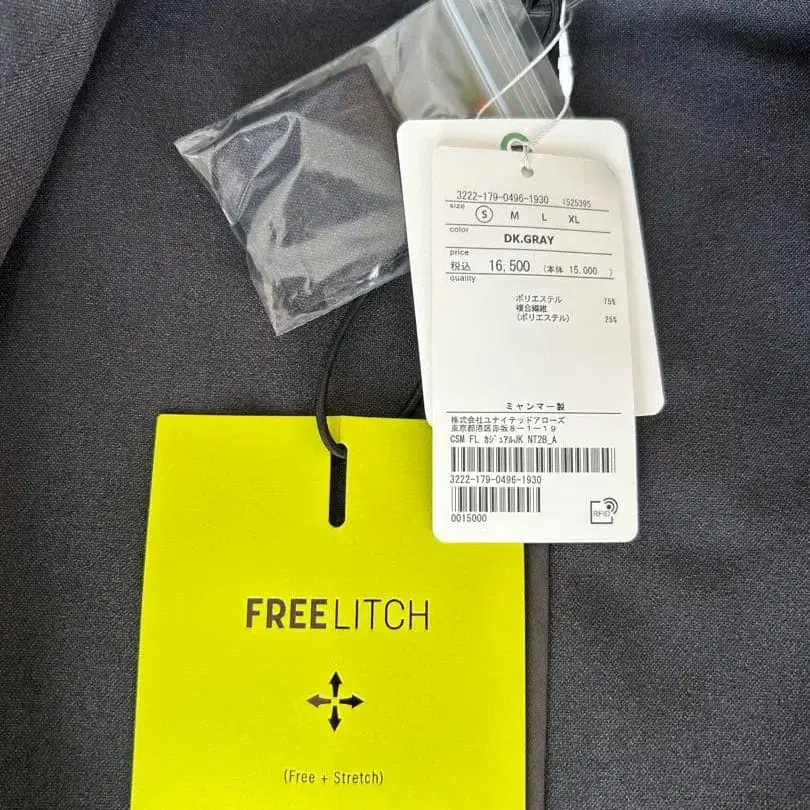 3222-179-0496-1930 1525395
size
S M L XL
color
DK.GRAY
price
税込 16,500 (本体 15,000 )
quality
ポリエステル 75%
複合繊維
(ポリエステル) 25%
ミャンマー製
株式会社ユナイテッドアローズ
東京都港区赤坂8-1-19
CSM FL ｶｼﾞｭｱﾙJK NT2B_A
3222-179-0496-1930
0015000
RFID
FREELITCH
(Free + Stretch)